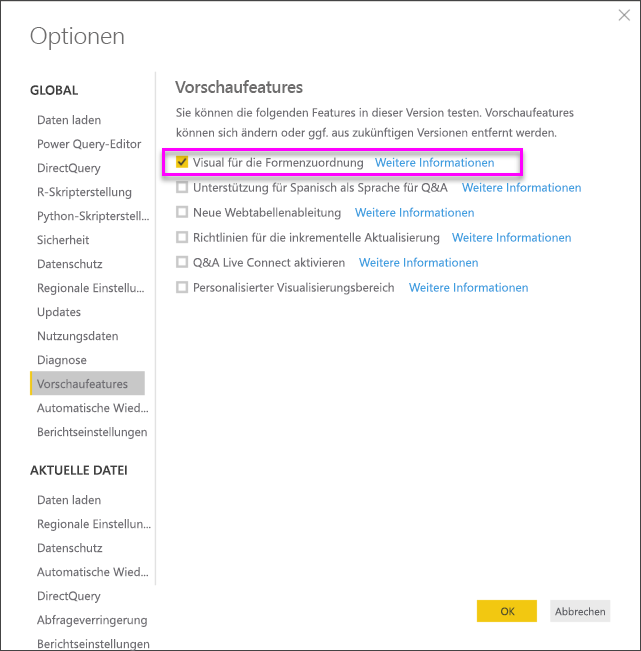 Optionen
GLOBAL
Daten laden
Power Query-Editor
DirectQuery
R-Skripterstellung
Python-Skripterstell...
Sicherheit
Datenschutz
Regionale Einstellu...
Updates
Nutzungsdaten
Diagnose
Vorschaufeatures
Automatische Wied...
Berichtseinstellungen
AKTUELLE DATEI
Daten laden
Regionale Einstellun...
Datenschutz
Automatische Wied...
DirectQuery
Abfrageverringerung
Berichtseinstellungen
Vorschaufeatures
Sie können die folgenden Features in dieser Version testen. Vorschaufeatures
können sich ändern oder ggf. aus zukünftigen Versionen entfernt werden.
Visual für die Formenzuordnung Weitere Informationen
Unterstützung für Spanisch als Sprache für Q&A Weitere Informationen
Neue Webtabellenableitung Weitere Informationen
Richtlinien für die inkrementelle Aktualisierung Weitere Informationen
Q&A Live Connect aktivieren Weitere Informationen
Personalisierter Visualisierungsbereich Weitere Informationen
OK Abbrechen